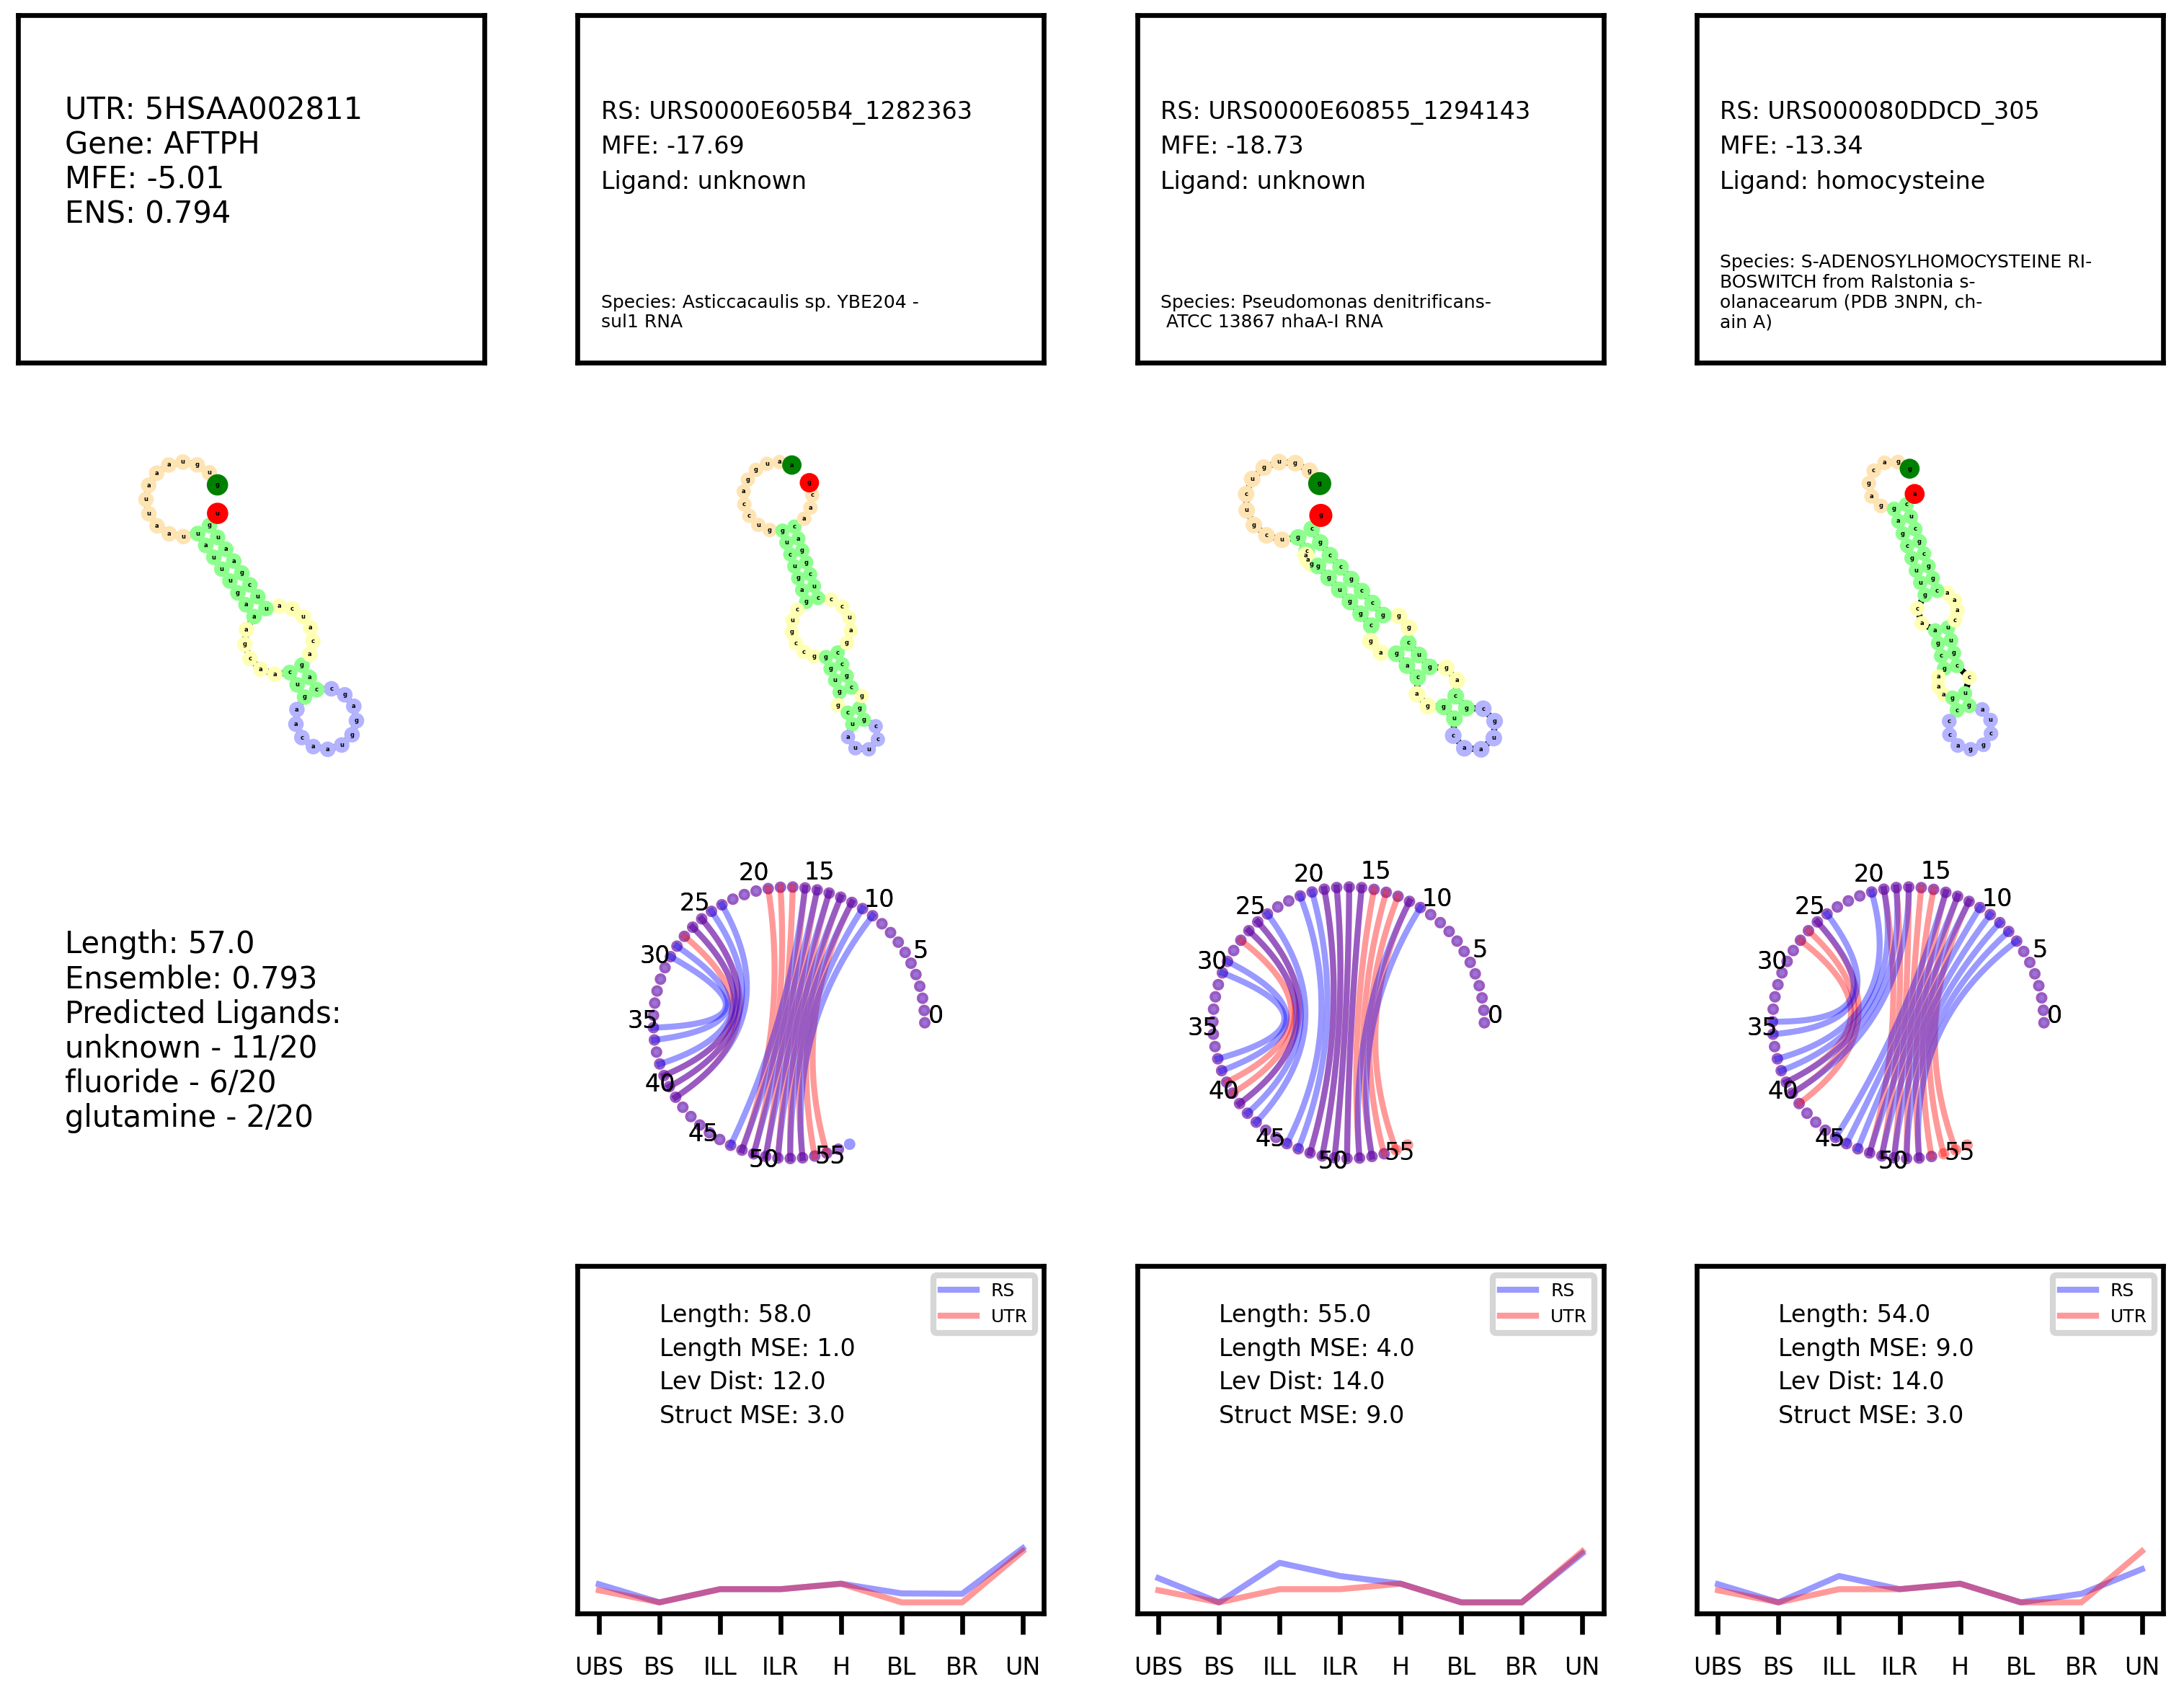 UTR: 5HSAA002811
Gene: AFTPH
MFE: -5.01
ENS: 0.794
RS: URS0000E605B4_1282363
MFE: -17.69
Ligand: unknown
Species: Asticcacaulis sp. YBE204 -
sul1 RNA
RS: URS0000E60855_1294143
MFE: -18.73
Ligand: unknown
Species: Pseudomonas denitrificans-
ATCC 13867 nhaA-I RNA
RS: URS000080DDCD_305
MFE: -13.34
Ligand: homocysteine
Species: S-ADENOSYLHOMOCYSTEINE RI-
BOSWITCH from Ralstonia s-
olanacearum (PDB 3NPN, ch-
ain A)
Length: 57.0
Ensemble: 0.793
Predicted Ligands:
unknown - 11/20
fluoride - 6/20
glutamine - 2/20
0
5
10
15
20
25
30
35
40
45
50
55
0
5
10
15
20
25
30
35
40
45
50
55
0
5
10
15
20
25
30
35
40
45
50
55
RS
UTR
Length: 58.0
Length MSE: 1.0
Lev Dist: 12.0
Struct MSE: 3.0
UBS BS ILL ILR H BL BR UN
RS
UTR
Length: 55.0
Length MSE: 4.0
Lev Dist: 14.0
Struct MSE: 9.0
UBS BS ILL ILR H BL BR UN
RS
UTR
Length: 54.0
Length MSE: 9.0
Lev Dist: 14.0
Struct MSE: 3.0
UBS BS ILL ILR H BL BR UN